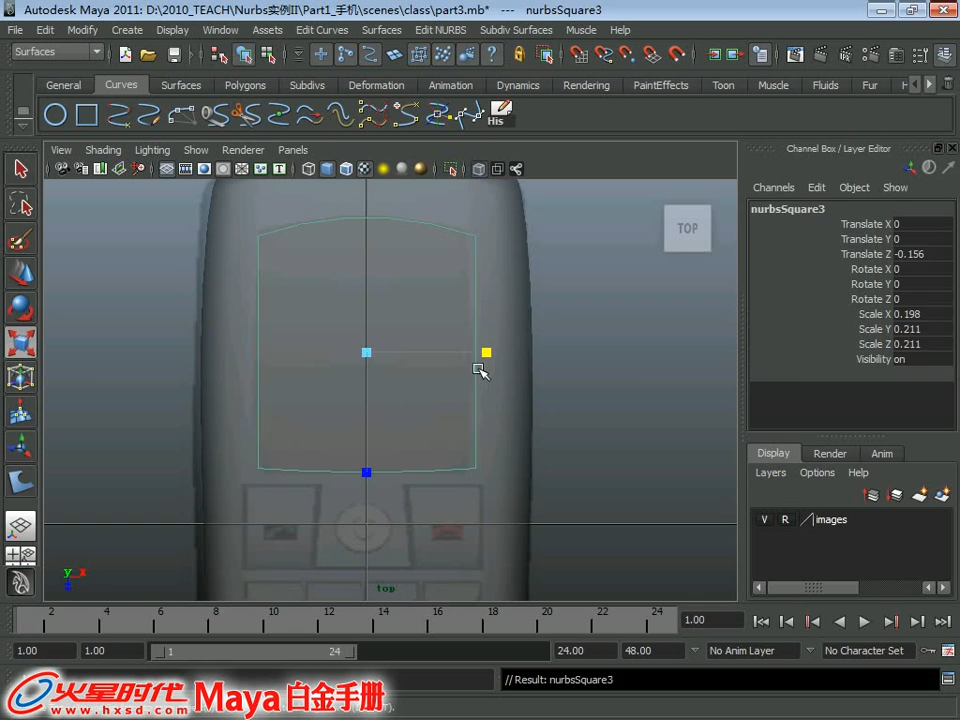 Autodesk Maya 2011: D:\2010_TEACH\Nurbs实例II\Part1_手机\scenes\class\part3.mb* --- nurbsSquare3
File Edit Modify Create Display Window Assets Edit Curves Surfaces Edit NURBS Subdiv Surfaces Muscle Help
Surfaces
General Curves Surfaces Polygons Subdivs Deformation Animation Dynamics Rendering PaintEffects Toon Muscle Fluids Fur H
His
View Shading Lighting Show Renderer Panels
Channel Box / Layer Editor
Channels Edit Object Show
nurbsSquare3
Translate X 0
Translate Y 0
Translate Z -0.156
Rotate X 0
Rotate Y 0
Rotate Z 0
Scale X 0.198
Scale Y 0.211
Scale Z 0.211
Visibility on
TOP
Display Render Anim
Layers Options Help
V R images
y x
top
2 4 6 8 10 12 14 16 18 20 22 24
1.00
1.00 1.00 1 24 24.00 48.00 No Anim Layer No Character Set
// Result: nurbsSquare3
火星时代 Maya 白金手册
www.hxsd.com